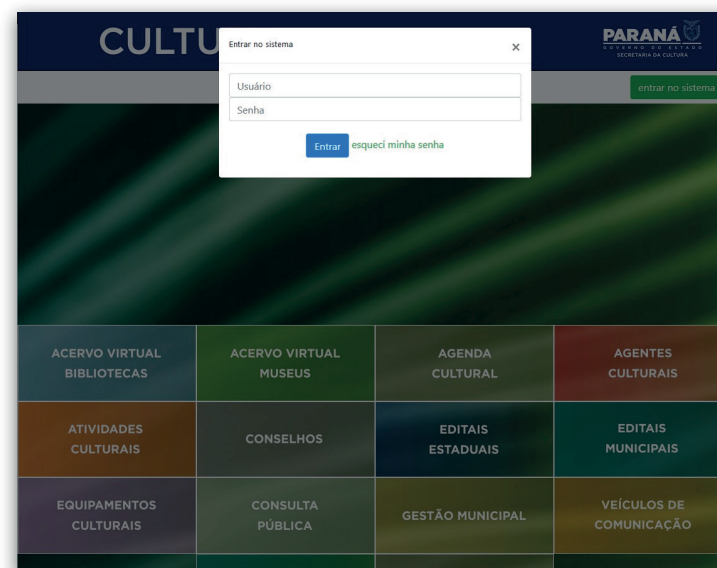 CULTU
Entrar no sistema
×
PARANÁ
GOVERNO DO ESTADO
SECRETARIA DA CULTURA
entrar no sistema
Usuário
Senha
Entrar esqueci minha senha
ACERVO VIRTUAL
BIBLIOTECAS
ACERVO VIRTUAL
MUSEUS
AGENDA
CULTURAL
AGENTES
CULTURAIS
ATIVIDADES
CULTURAIS
CONSELHOS
EDITAIS
ESTADUAIS
EDITAIS
MUNICIPAIS
EQUIPAMENTOS
CULTURAIS
CONSULTA
PÚBLICA
GESTÃO MUNICIPAL
VEÍCULOS DE
COMUNICAÇÃO